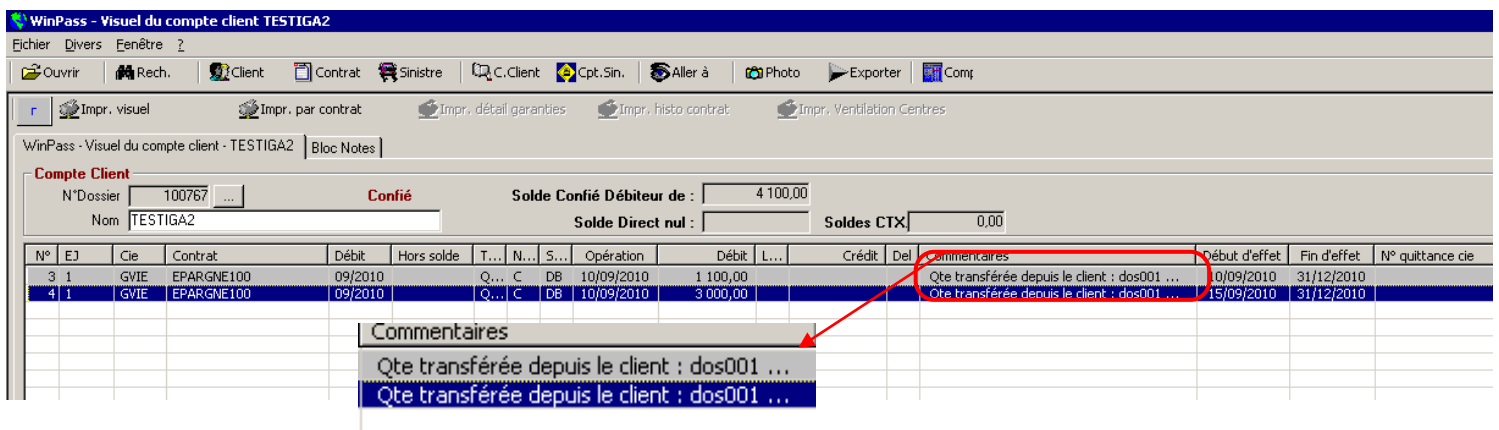 WinPass - Visuel du compte client TESTIGA2
Fichier Divers Fenêtre ?
Ouvrir Rech. Client Contrat Sinistre C.Client Cpt.Sin. Aller à Photo Exporter Comp
r Impr. visuel Impr. par contrat Impr. détail garanties Impr. histo contrat Impr. Ventilation Centres
WinPass - Visuel du compte client - TESTIGA2 Bloc Notes
Compte Client
N°Dossier 100767 ... Confié Solde Confié Débiteur de : 4 100,00
Nom TESTIGA2 Solde Direct nul : Soldes CTX. 0,00
N° EJ Cie Contrat Débit Hors solde T... N... S... Opération Débit L... Crédit Del Commentaires Début d'effet Fin d'effet N° quittance cie
3 1 GVIE EPARGNE100 09/2010 Q... C DB 10/09/2010 1 100,00 Qte transférée depuis le client : dos001 ... 10/09/2010 31/12/2010
4 1 GVIE EPARGNE100 09/2010 Q... C DB 10/09/2010 3 000,00 Qte transférée depuis le client : dos001 ... 15/09/2010 31/12/2010
Commentaires
Qte transférée depuis le client : dos001 ...
Qte transférée depuis le client : dos001 ...